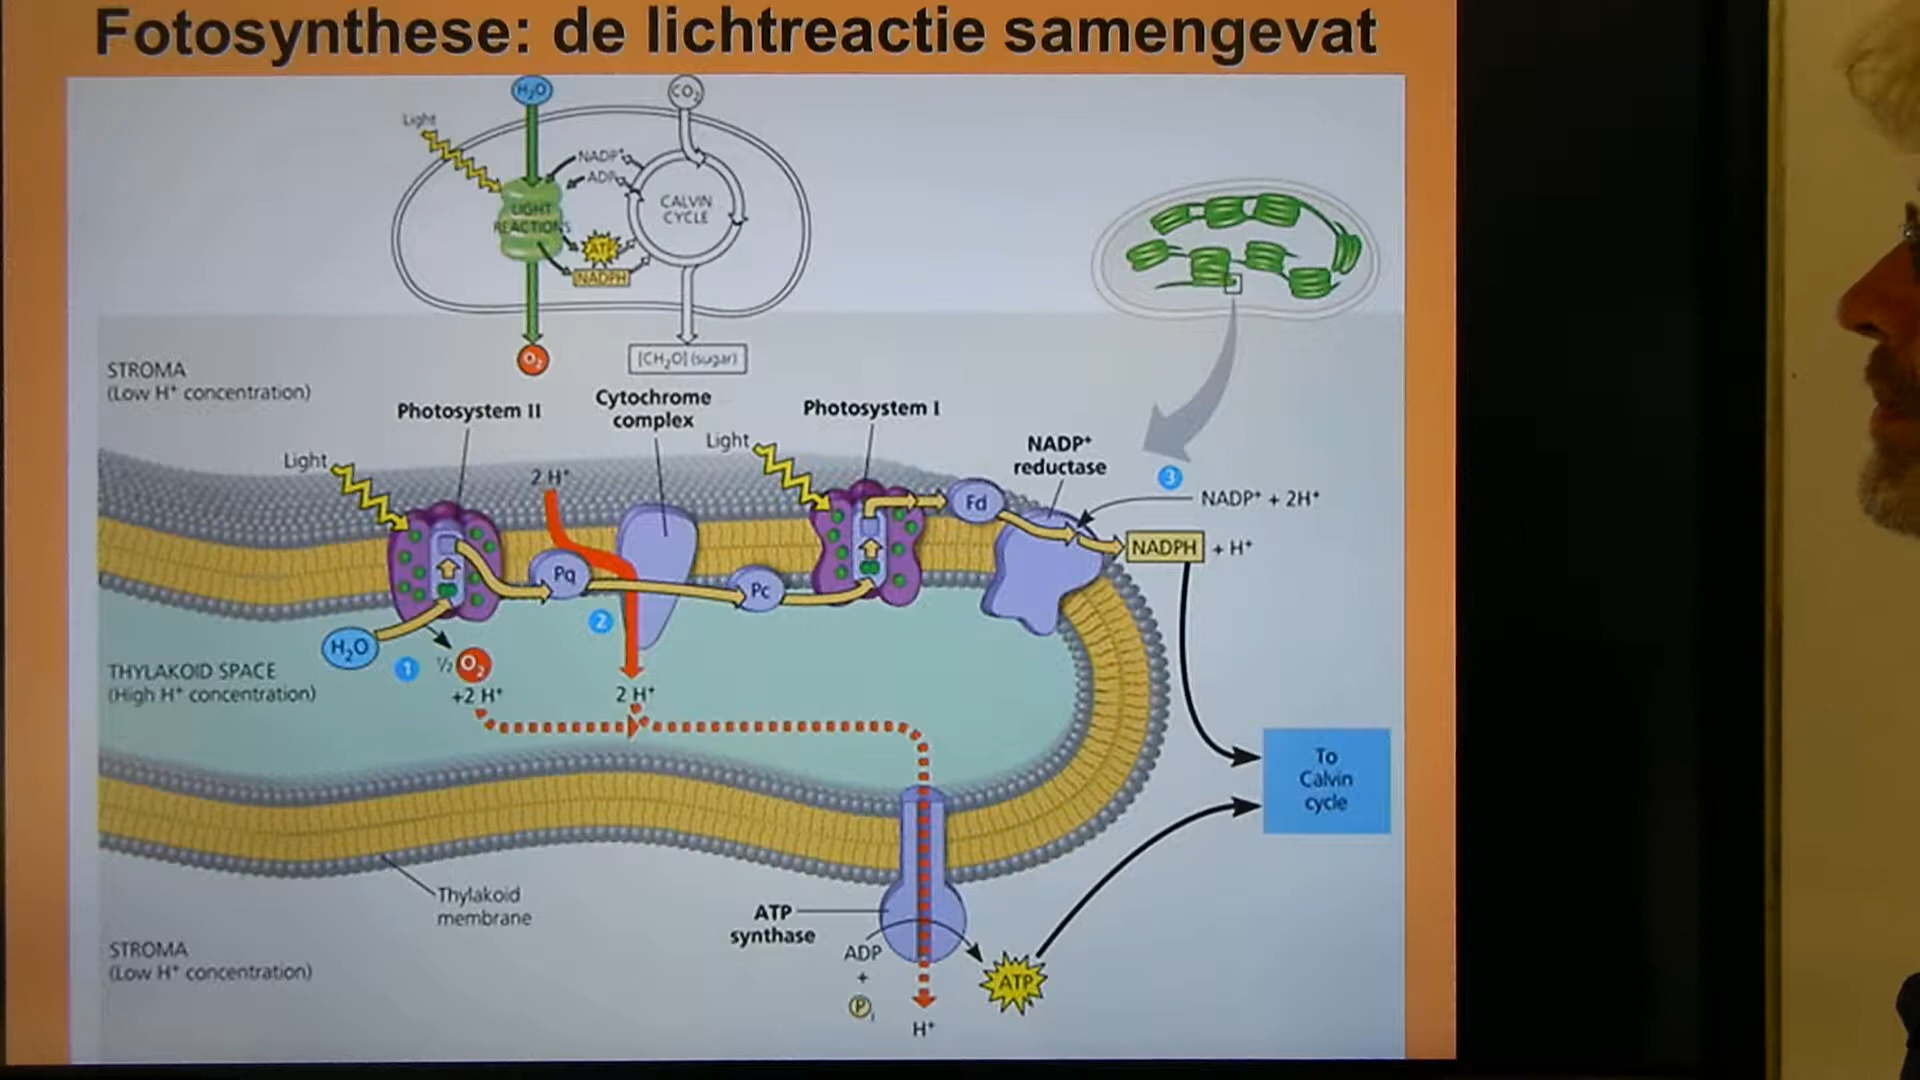 Fotosynthese: de lichtreactie samengevat
H₂O
CO₂
Light
NADP⁺
ADP
LIGHT
REACTIONS
CALVIN
CYCLE
ATP
NADPH
O₂
[CH₂O] (sugar)
STROMA
(Low H⁺ concentration)
Photosystem II
Cytochrome
complex
Photosystem I
Light
Light
NADP⁺
reductase
2 H⁺
Fd
3
NADP⁺ + 2H⁺
NADPH + H⁺
Pq
Pc
2
H₂O
1
½ O₂
+2 H⁺
2 H⁺
THYLAKOID SPACE
(High H⁺ concentration)
To
Calvin
cycle
Thylakoid
membrane
ATP
synthase
ADP
+
P i
ATP
H⁺
STROMA
(Low H⁺ concentration)